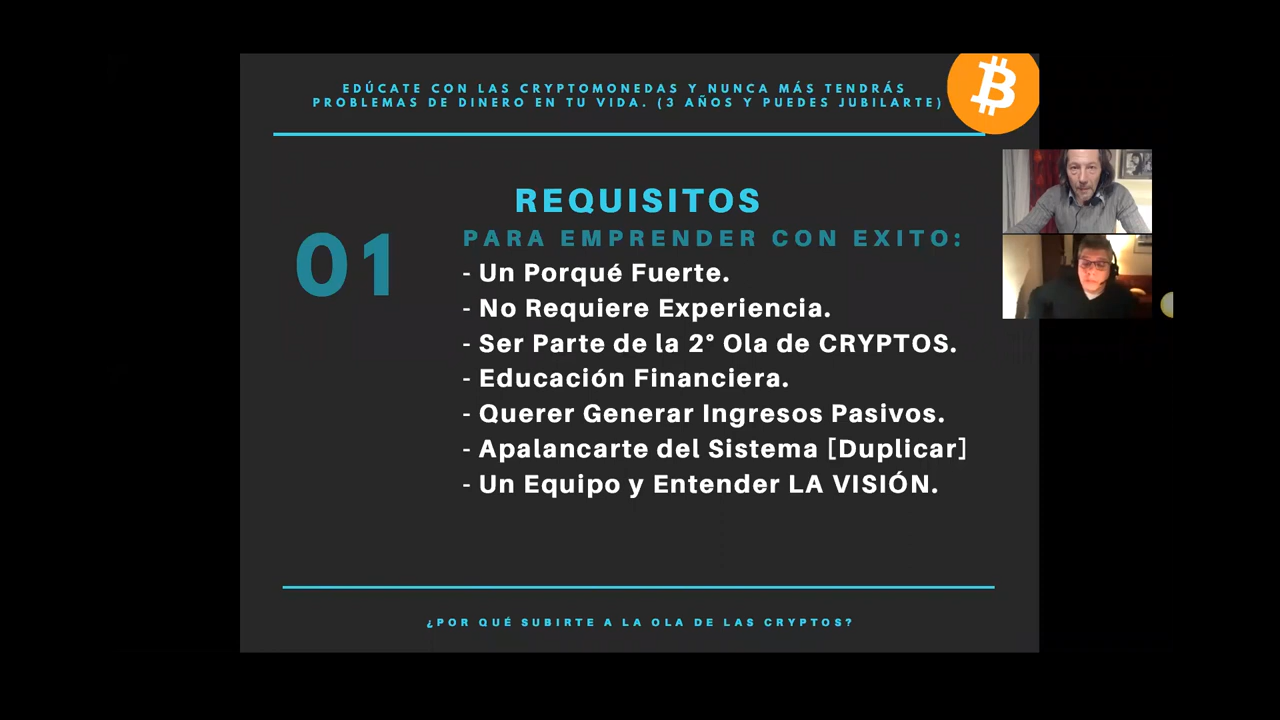 EDÚCATE CON LAS CRYPTOMONEDAS Y NUNCA MÁS TENDRÁS
PROBLEMAS DE DINERO EN TU VIDA. (3 AÑOS Y PUEDES JUBILARTE)
REQUISITOS
01
PARA EMPRENDER CON EXITO:
- Un Porqué Fuerte.
- No Requiere Experiencia.
- Ser Parte de la 2° Ola de CRYPTOS.
- Educación Financiera.
- Querer Generar Ingresos Pasivos.
- Apalancarte del Sistema [Duplicar]
- Un Equipo y Entender LA VISIÓN.
¿POR QUÉ SUBIRTE A LA OLA DE LAS CRYPTOS?